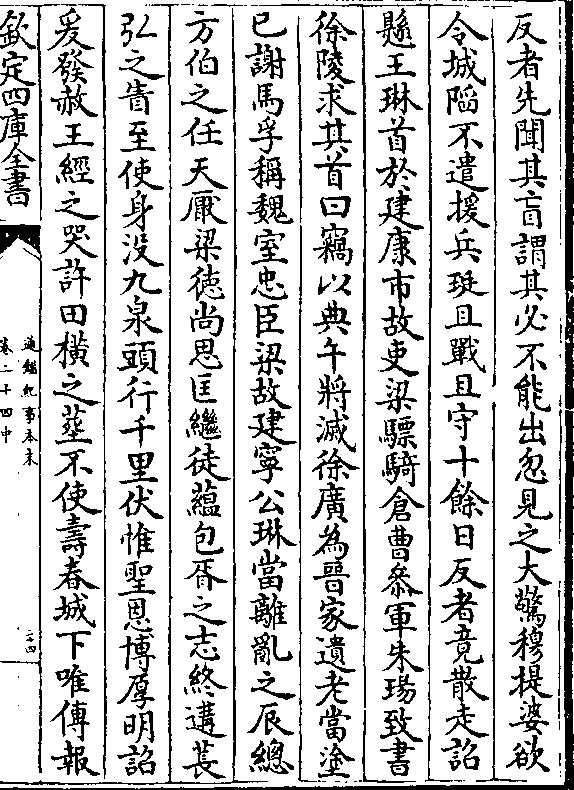 反者先聞其盲謂其必不能出忽見之大驚穆提婆欲
令城陷不遣援兵珽且戰且守十餘日反者竟散走詔
懸王琳首於建康市故吏梁驃騎倉曹叅軍朱瑒致書
徐陵求其首曰竊以典午將滅徐廣為晉家遺老當塗
已謝馬孚稱魏室忠臣梁故建寧公琳當離亂之辰總
方伯之任天厭梁徳尚思匡繼徒蘊包胥之志終遘萇
弘之眚至使身没九泉頭行千里伏惟聖恩博厚明詔
爰發赦王經之哭許田横之葬不使壽春城下唯傳報
欽定四庫全書
通鑑紀事本末
卷二十四中
三四